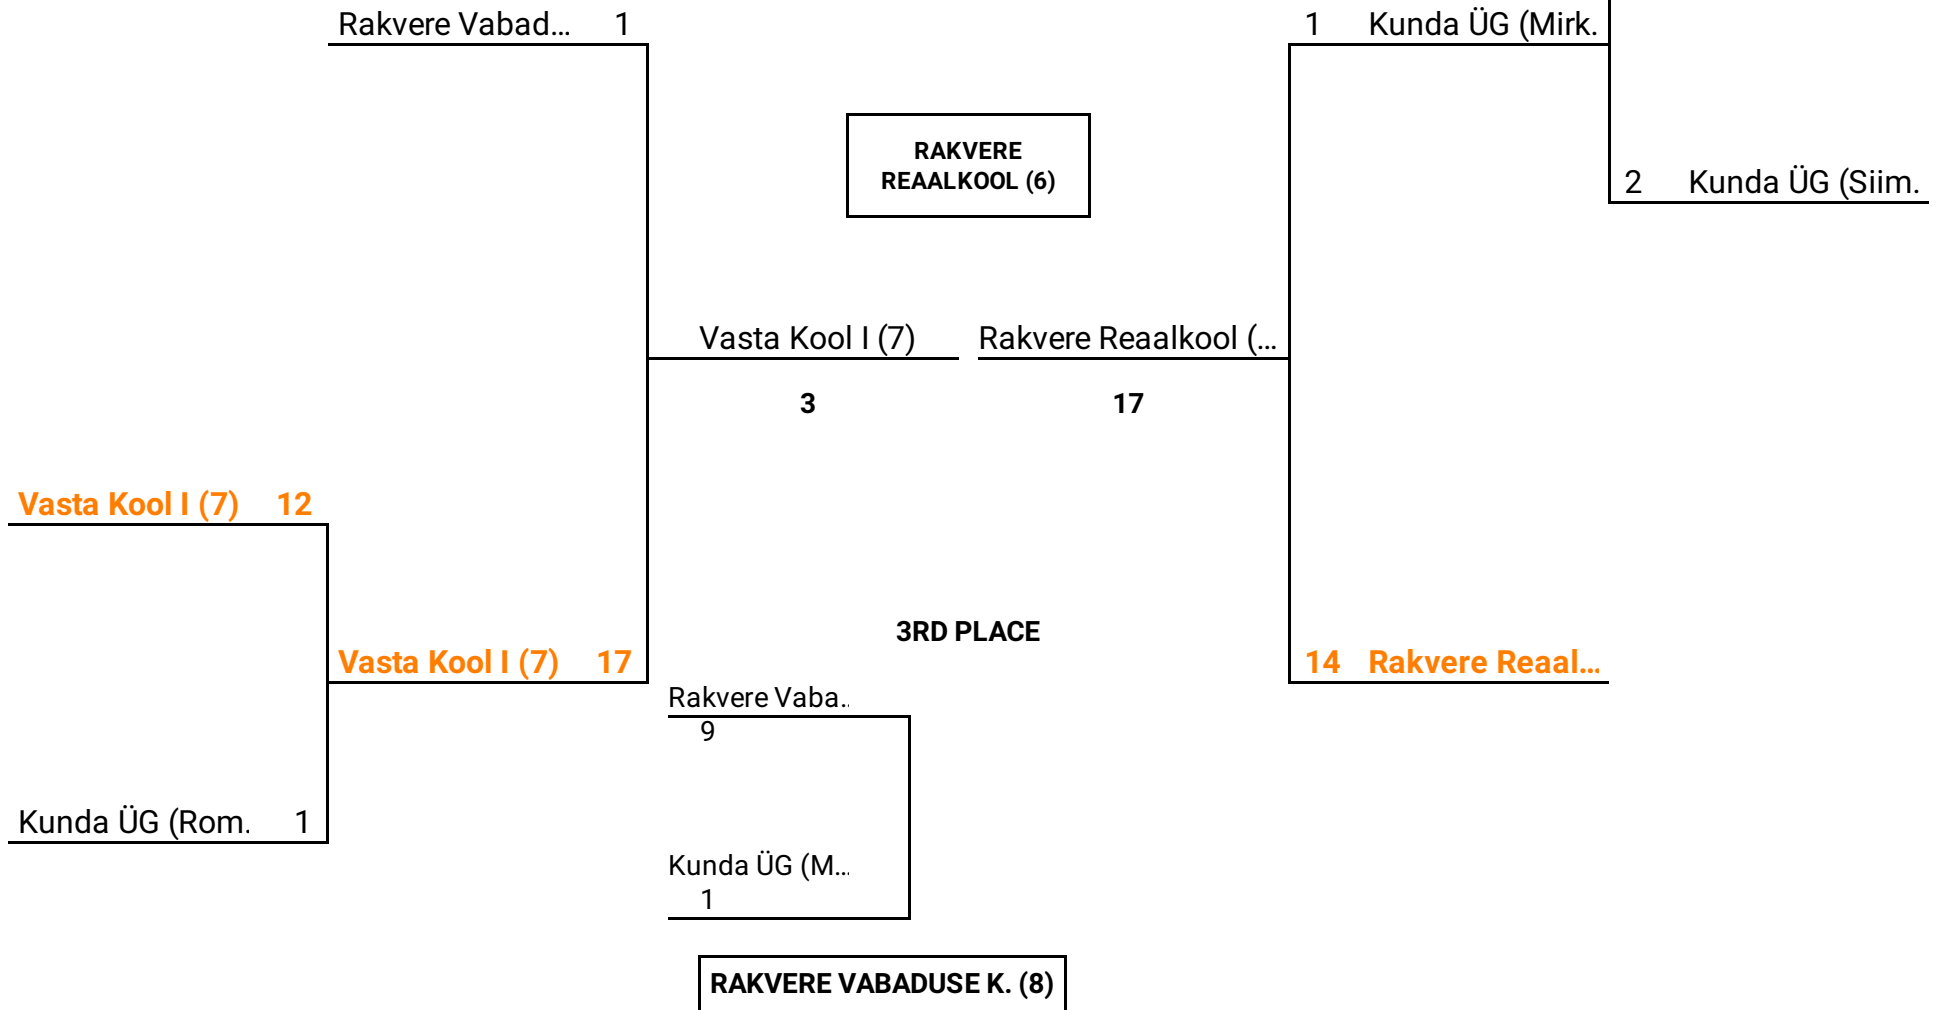 Rakvere Vabad... 1
1 Kunda ÜG (Mirk.
RAKVERE
REAALKOOL (6)
2 Kunda ÜG (Siim.
Vasta Kool I (7)
Rakvere Reaalkool (...
3
17
Vasta Kool I (7) 12
3RD PLACE
Vasta Kool I (7) 17
14 Rakvere Reaal...
Rakvere Vaba..
9
Kunda ÜG (Rom. 1
Kunda ÜG (M...
1
RAKVERE VABADUSE K. (8)